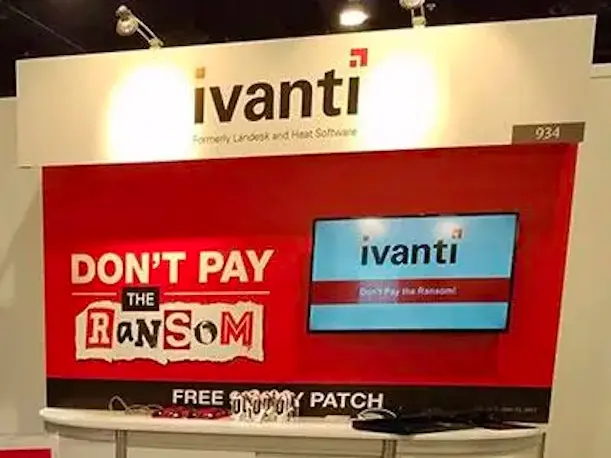 ivanti
Formerly Landesk and Heat Software
934
DON'T PAY
THE
RANSOM
ivanti
Don't Pay the Ransom!
FREE PATCH